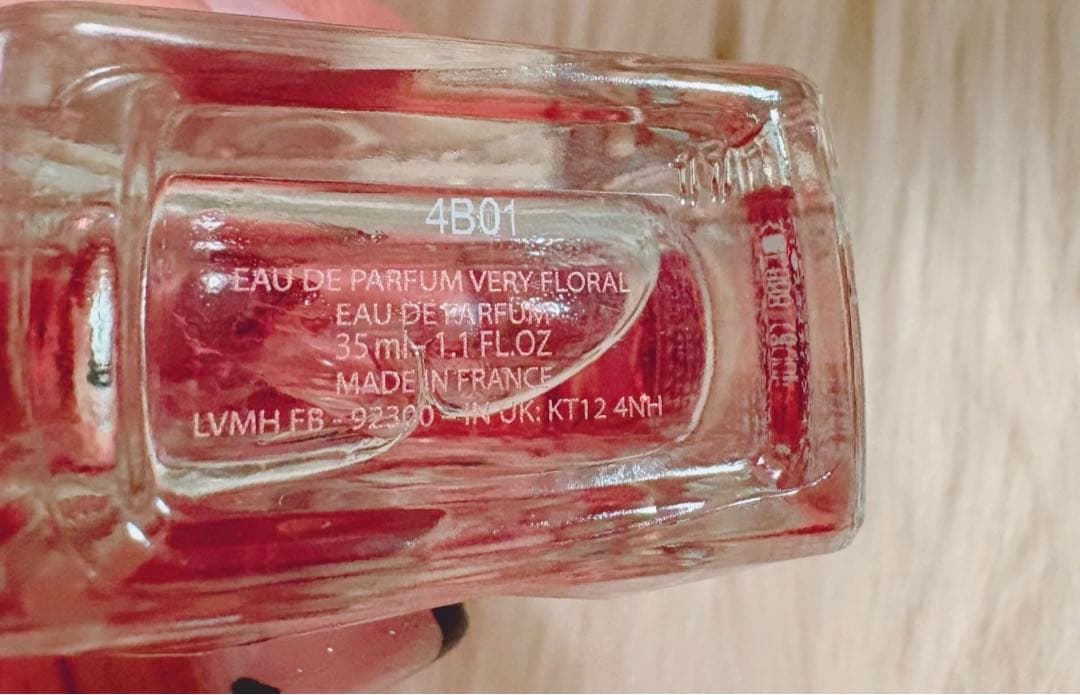 4B01
EAU DE PARFUM VERY FLORAL
EAU DE PARFUM
35 ml - 1.1 FL.OZ
MADE IN FRANCE
LVMH FB - 92300 - IN UK: KT12 4NH